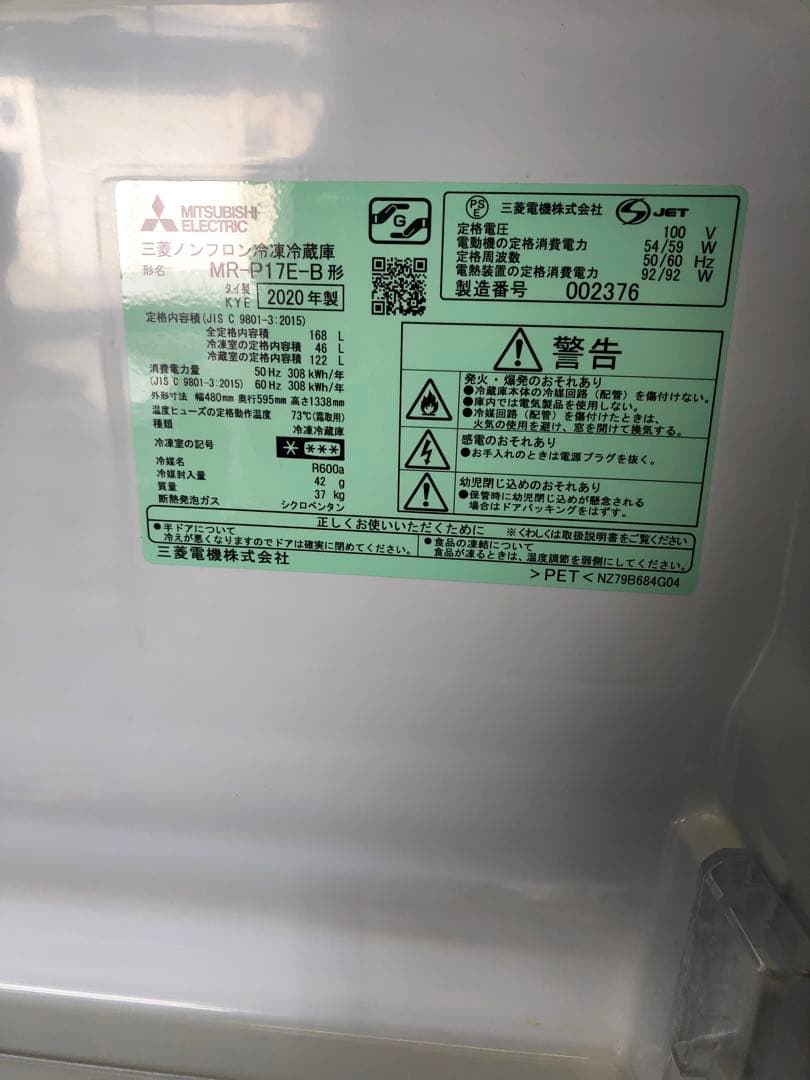 MITSUBISHI
ELECTRIC
三菱ノンフロン冷凍冷蔵庫
形名 MR-P17E-B形
タイ製
KYE 2020年製
G
定格内容積(JIS C 9801-3:2015)
全定格内容積 168 L
冷凍室の定格内容積 46 L
冷蔵室の定格内容積 122 L
消費電力量 50Hz 308kWh/年
(JIS C 9801-3:2015) 60Hz 308kWh/年
外形寸法 幅480mm 奥行595mm 高さ1338mm
温度ヒューズの定格動作温度 73℃(霜取用)
種類 冷凍冷蔵庫
冷凍室の記号 * ***
冷媒名 R600a
冷媒封入量 42 g
質量 37 kg
断熱発泡ガス シクロペンタン
PSE 三菱電機株式会社 S JET
定格電圧 100 V
電動機の定格消費電力 54/59 W
定格周波数 50/60 Hz
電熱装置の定格消費電力 92/92 W
製造番号 002376
警告
発火・爆発のおそれあり
●冷蔵庫本体の冷媒回路(配管)を傷付けない。
●庫内では電気製品を使用しない。
●冷媒回路(配管)を傷付けたときは、
火気の使用を避け、窓を開けて換気する。
感電のおそれあり
●お手入れのときは電源プラグを抜く。
幼児閉じ込めのおそれあり
●保管時に幼児閉じ込めが懸念される
場合はドアパッキングをはずす。
正しくお使いいただくために ※くわしくは取扱説明書をご覧ください
●半ドアについて
冷えが悪くなりますのでドアは確実に閉めてください。
●食品の凍結について
食品が凍るときは、温度調節を弱側にしてください。
三菱電機株式会社
>PET< NZ79B684G04